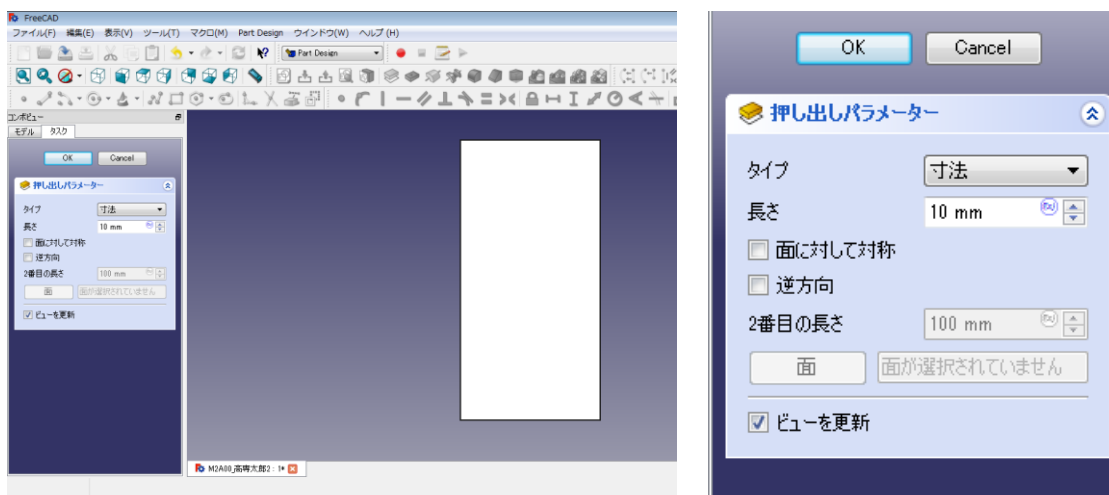 FreeCAD
ファイル(F) 編集(E) 表示(V) ツール(T) マクロ(M) Part Design ウインドウ(W) ヘルプ(H)
Part Design
コンボビュー
モデル タスク
OK Cancel
押し出しパラメーター
タイプ 寸法
長さ 10 mm
面に対して対称
逆方向
2番目の長さ 100 mm
面 面が選択されていません
ビューを更新
M2A00_高専太郎2 : 1*
OK Cancel
押し出しパラメーター
タイプ 寸法
長さ 10 mm
面に対して対称
逆方向
2番目の長さ 100 mm
面 面が選択されていません
ビューを更新